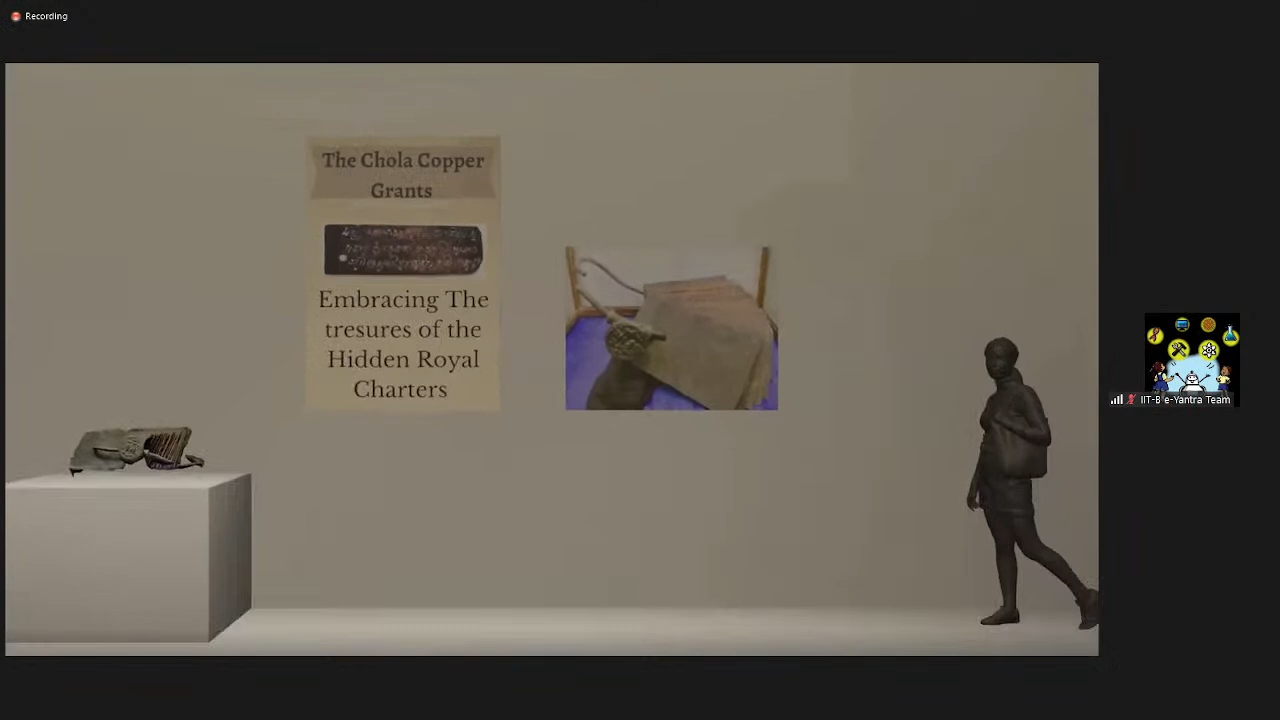 Recording
The Chola Copper
Grants
Embracing The
tresures of the
Hidden Royal
Charters
IIT-B e-Yantra Team